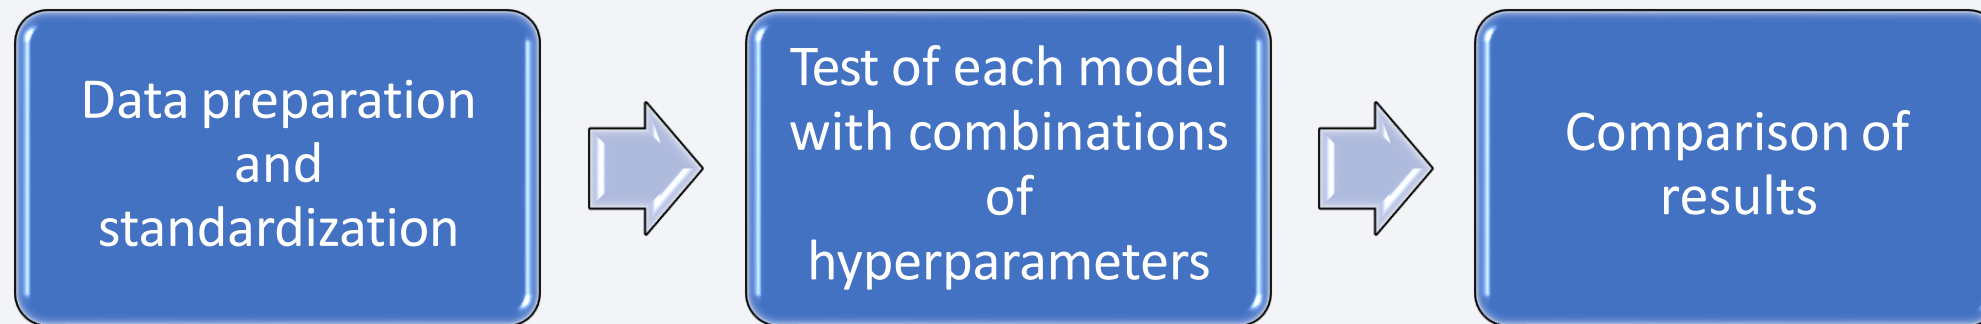 Data preparation
and
standardization
Test of each model
with combinations
of
hyperparameters
Comparison of
results